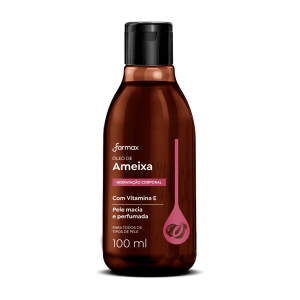 farmax
ÓLEO DE
Ameixa
HIDRATAÇÃO CORPORAL
Com Vitamina E
Pele macia
e perfumada
PARA TODOS OS
TIPOS DE PELE
100 ml